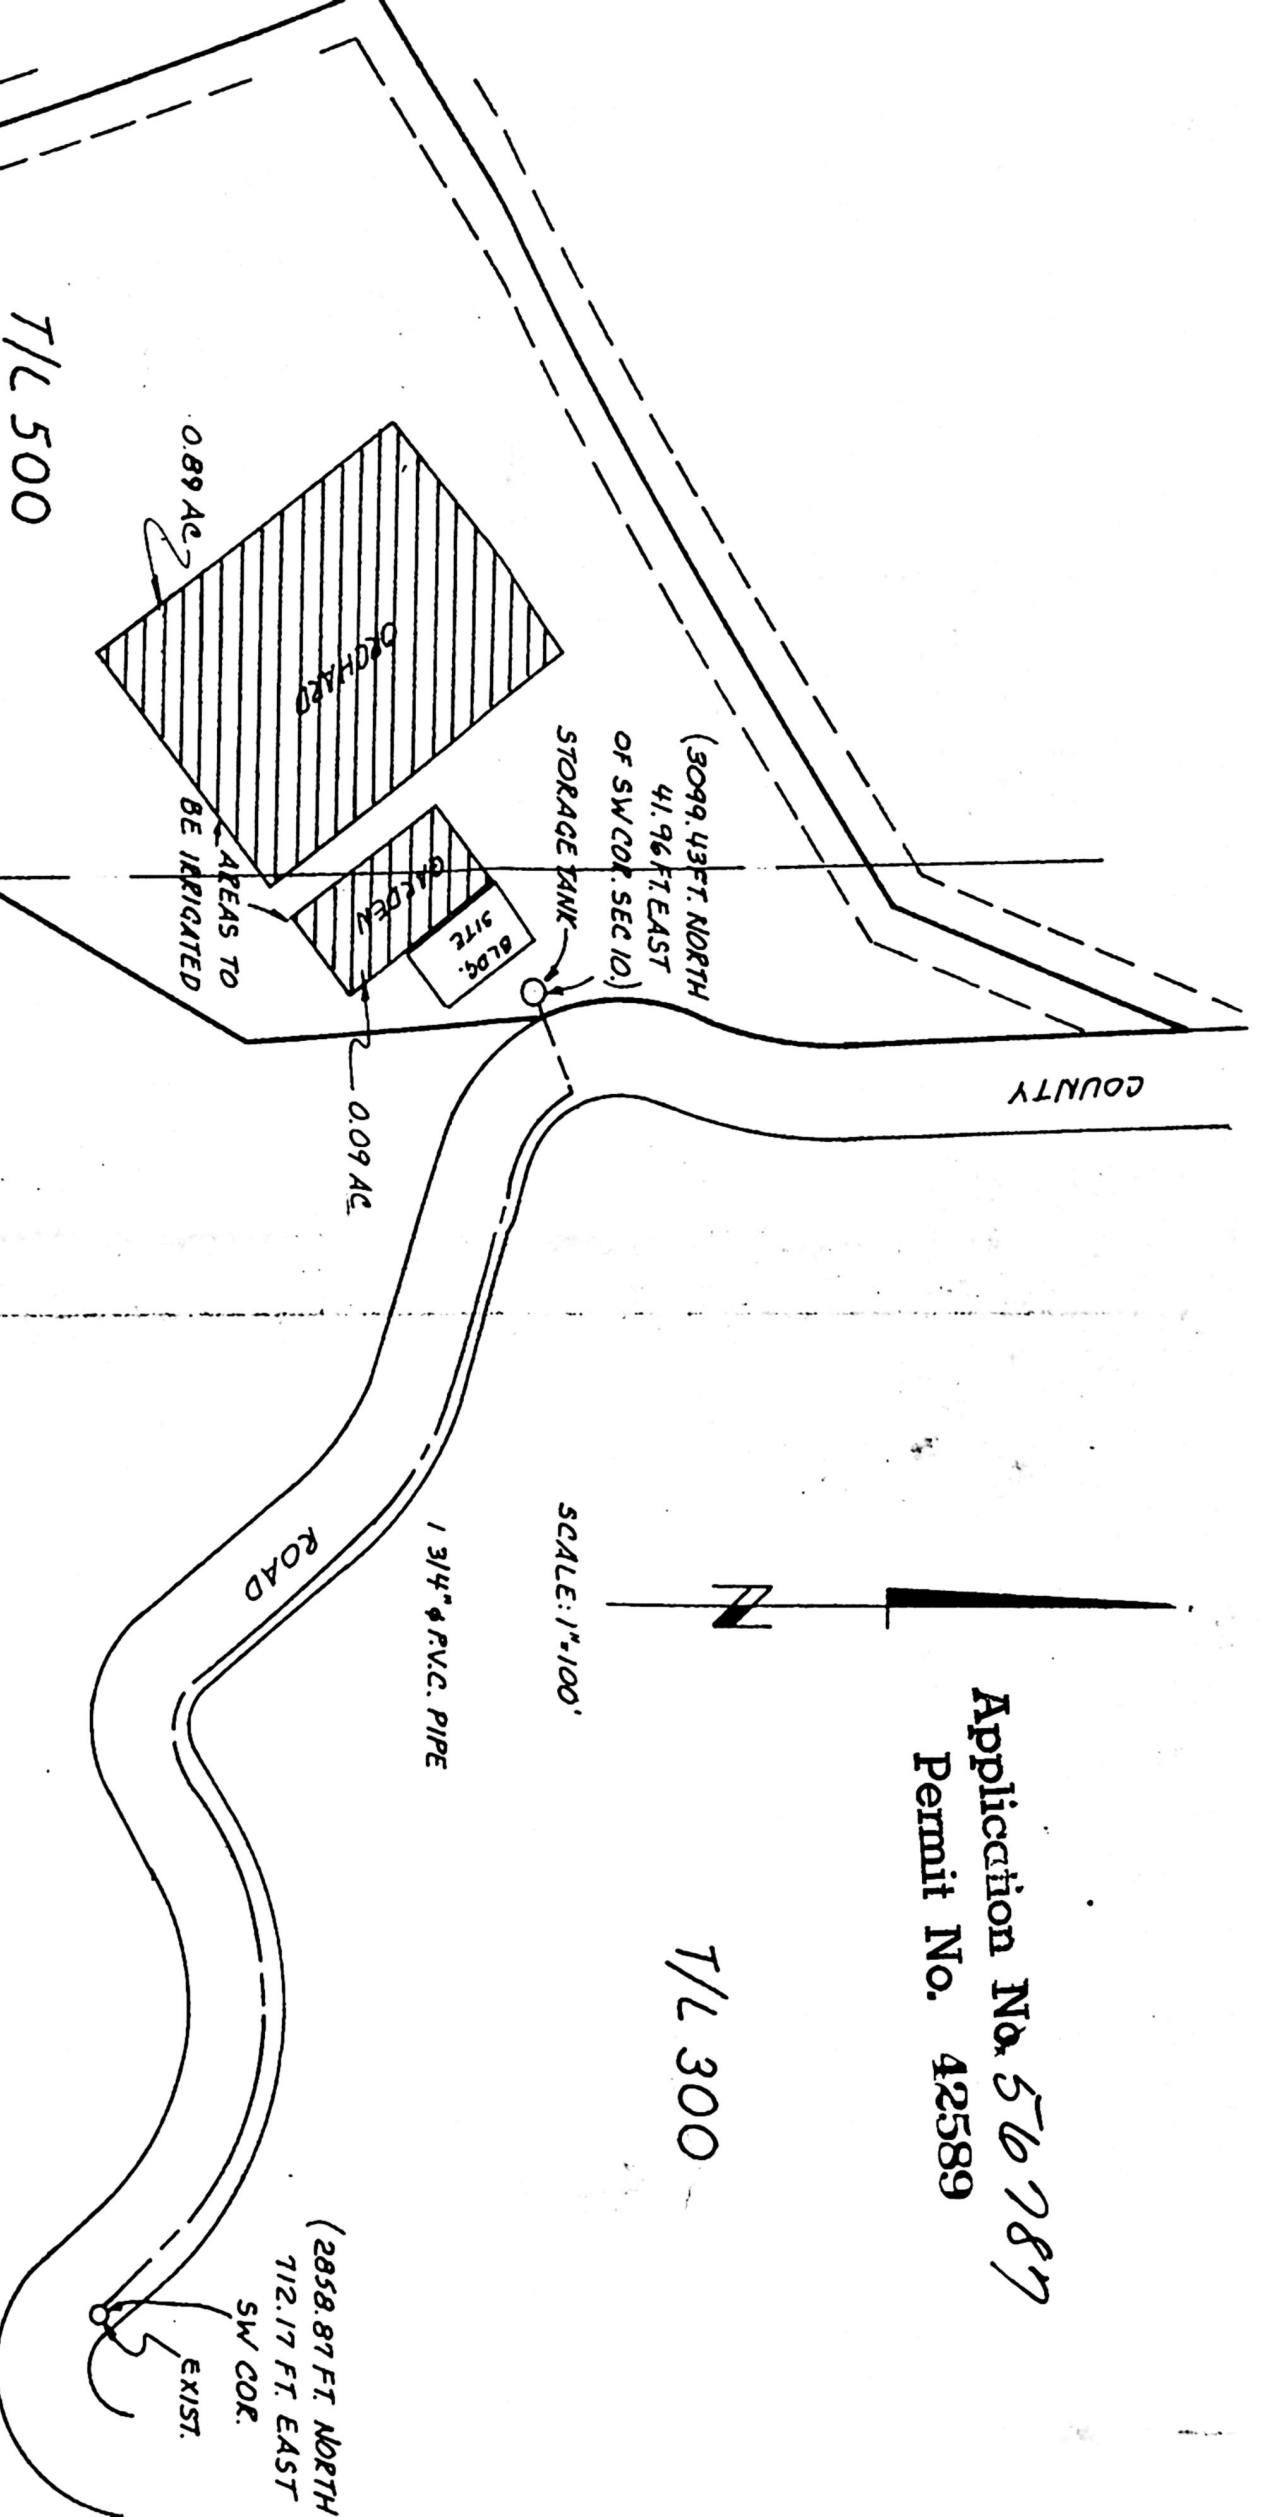 Application No. 56787
Permit No. 42589
T/L 300
SCALE: 1"=100'
N
1 3/4" φ P.V.C. PIPE
(2858.87 FT. NORTH
712.17 FT. EAST
SW COR.
EXIST.
COUNTY
ROAD
(3099.43 FT. NORTH
41.96 FT. EAST
OF SW COR. SEC 10.)
STORAGE TANK
BLDG.
SITE
GARDEN
0.09 AC
AREAS TO
BE IRRIGATED
ORCHARD
0.89 AC
T/L 500